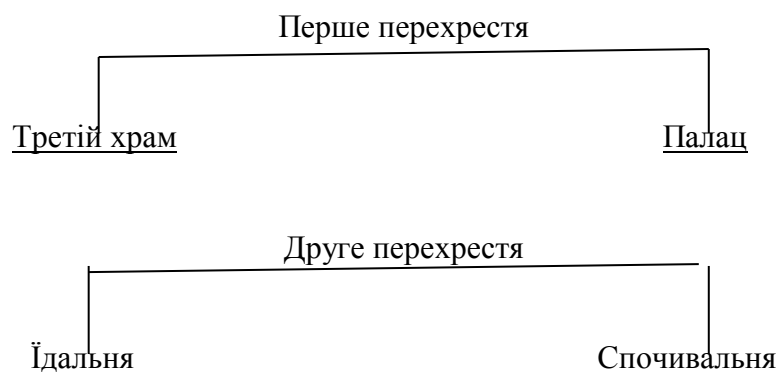 Перше перехрестя
Третій храм Палац
Друге перехрестя
Їдальня Спочивальня